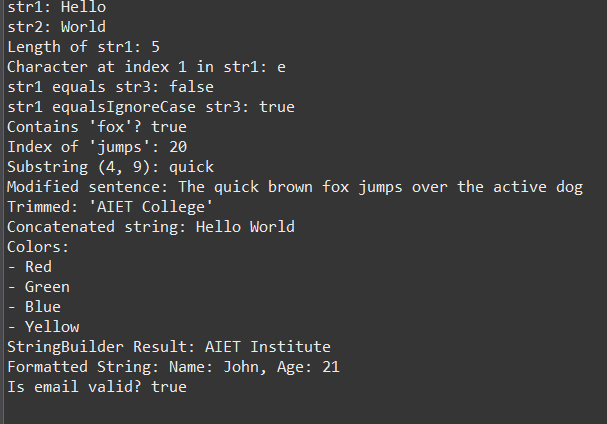 str1: Hello
str2: World
Length of str1: 5
Character at index 1 in str1: e
str1 equals str3: false
str1 equalsIgnoreCase str3: true
Contains 'fox'? true
Index of 'jumps': 20
Substring (4, 9): quick
Modified sentence: The quick brown fox jumps over the active dog
Trimmed: 'AIET College'
Concatenated string: Hello World
Colors:
- Red
- Green
- Blue
- Yellow
StringBuilder Result: AIET Institute
Formatted String: Name: John, Age: 21
Is email valid? true